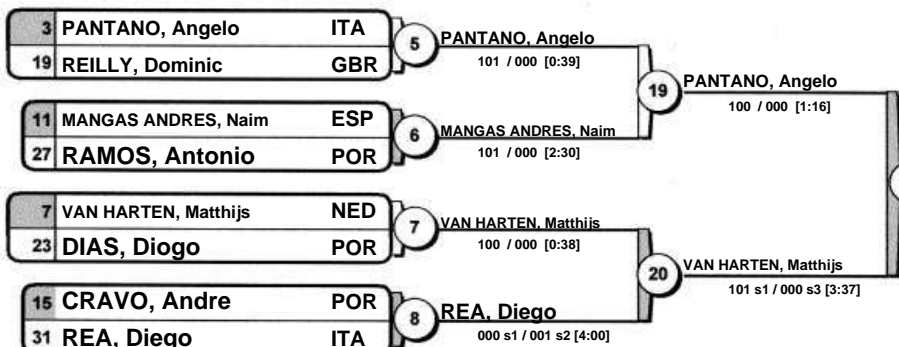 3 PANTANO, Angelo ITA
19 REILLY, Dominic GBR
5
PANTANO, Angelo
101 / 000 [0:39]
11 MANGAS ANDRES, Naim ESP
27 RAMOS, Antonio POR
6
MANGAS ANDRES, Naim
101 / 000 [2:30]
19
PANTANO, Angelo
100 / 000 [1:16]
7 VAN HARTEN, Matthijs NED
23 DIAS, Diogo POR
7
VAN HARTEN, Matthijs
100 / 000 [0:38]
15 CRAVO, Andre POR
31 REA, Diego ITA
8
REA, Diego
000 s1 / 001 s2 [4:00]
20
VAN HARTEN, Matthijs
101 s1 / 000 s3 [3:37]